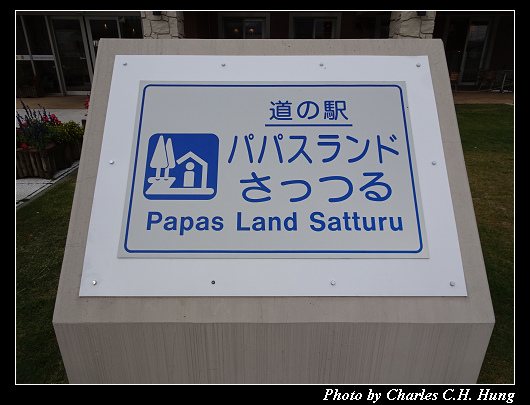 道の駅
パパスランド
さっつる
Papas Land Satturu
Photo by Charles C.H. Hung